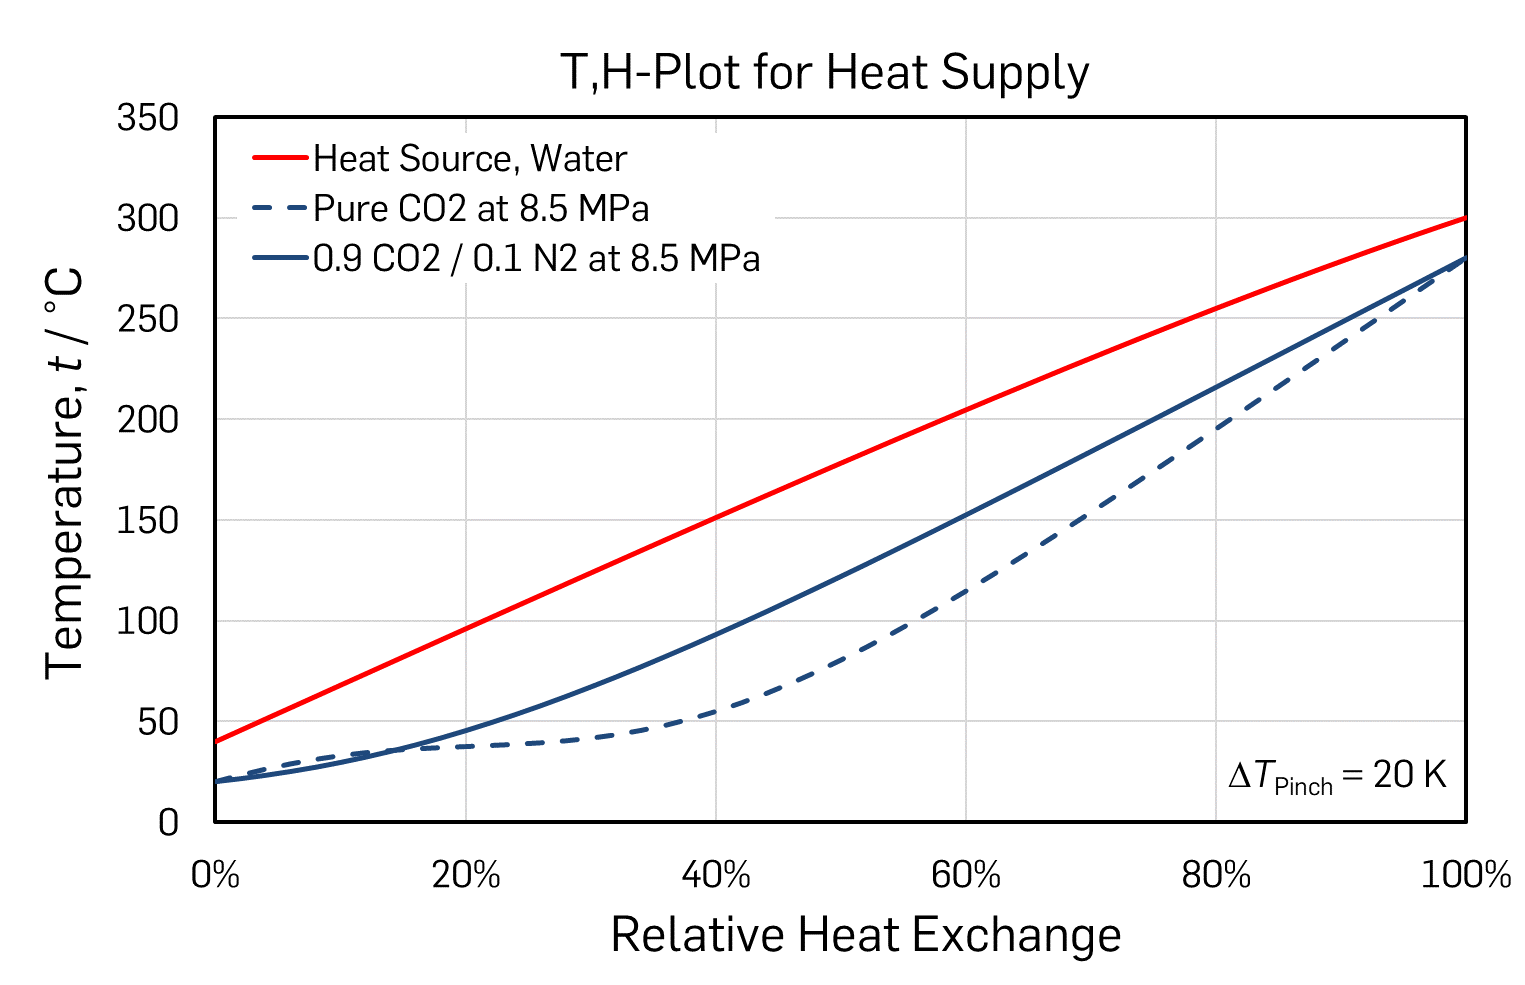 T,H-Plot for Heat Supply
350
300
250
200
150
100
50
0
Temperature, t / °C
Heat Source, Water
Pure CO2 at 8.5 MPa
0.9 CO2 / 0.1 N2 at 8.5 MPa
ΔTPinch = 20 K
0% 20% 40% 60% 80% 100%
Relative Heat Exchange